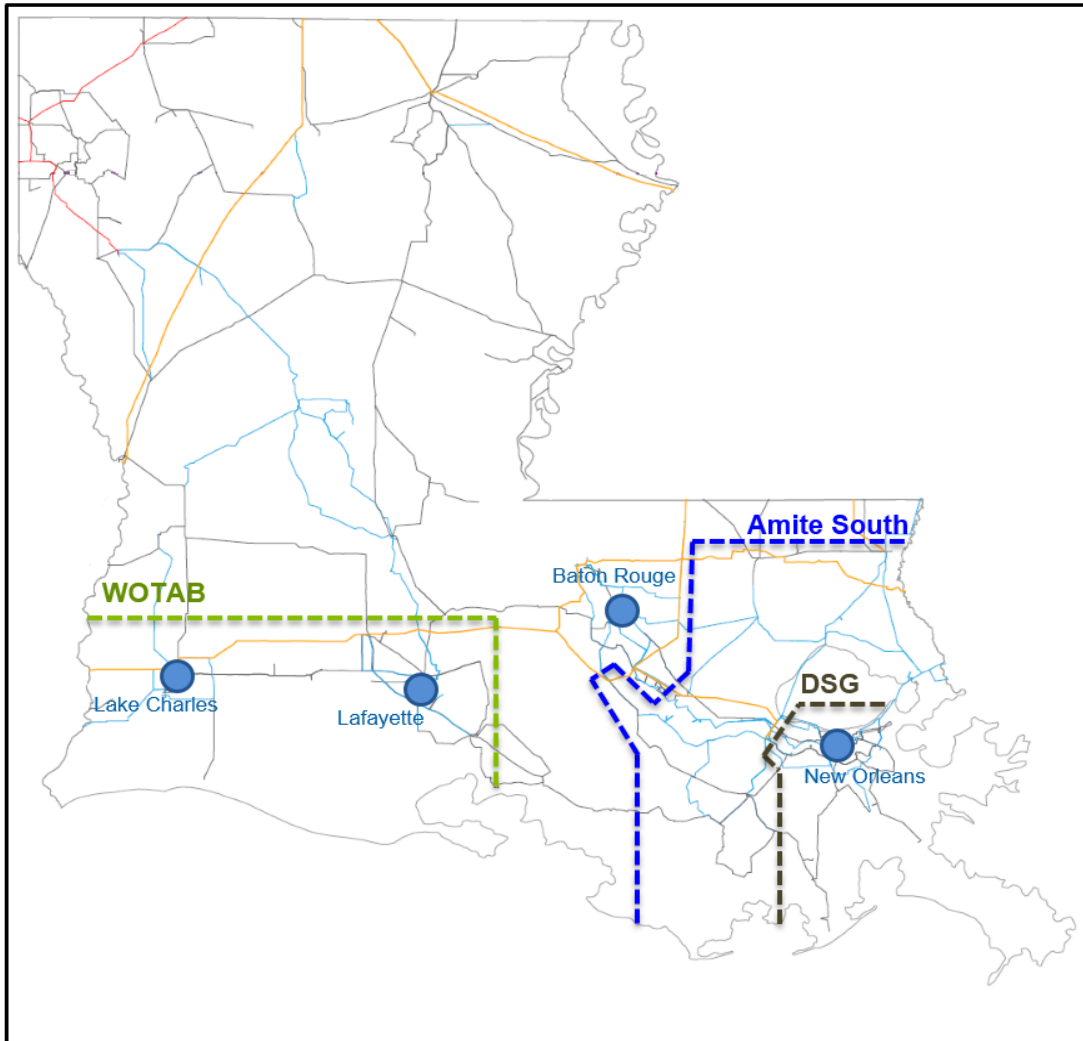 Amite South
Baton Rouge
WOTAB
DSG
Lake Charles
Lafayette
New Orleans